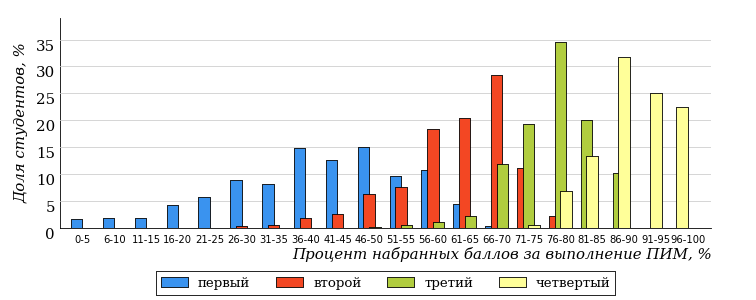 Доля студентов, %
35
30
25
20
15
10
5
0
0-5 6-10 11-15 16-20 21-25 26-30 31-35 36-40 41-45 46-50 51-55 56-60 61-65 66-70 71-75 76-80 81-85 86-90 91-95 96-100
Процент набранных баллов за выполнение ПИМ, %
первый второй третий четвертый